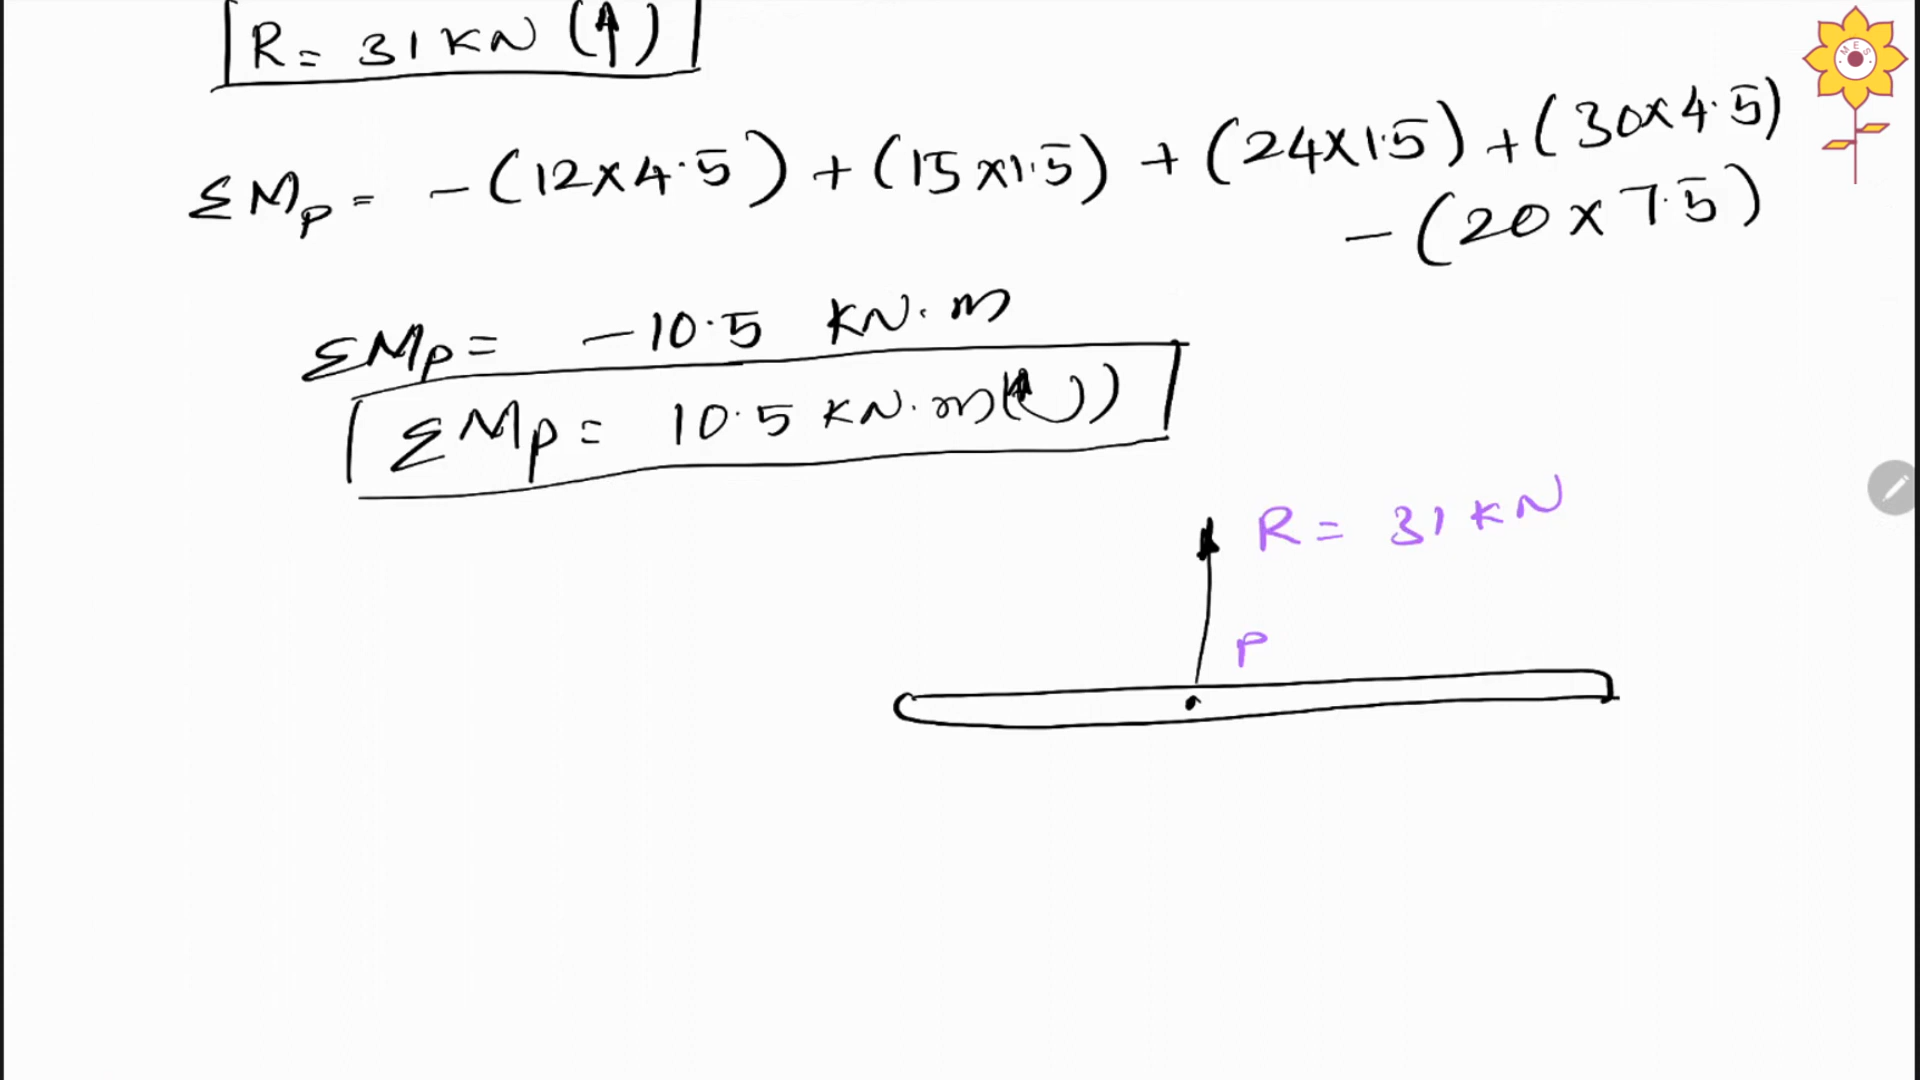 R = 31 KN (↑)
ΣMp = -(12×4.5) + (15×1.5) + (24×1.5) + (30×4.5)
-(20×7.5)
ΣMp = -10.5 KN.m
ΣMp = 10.5 KN.m(↺)
R = 31 KN
P
MES